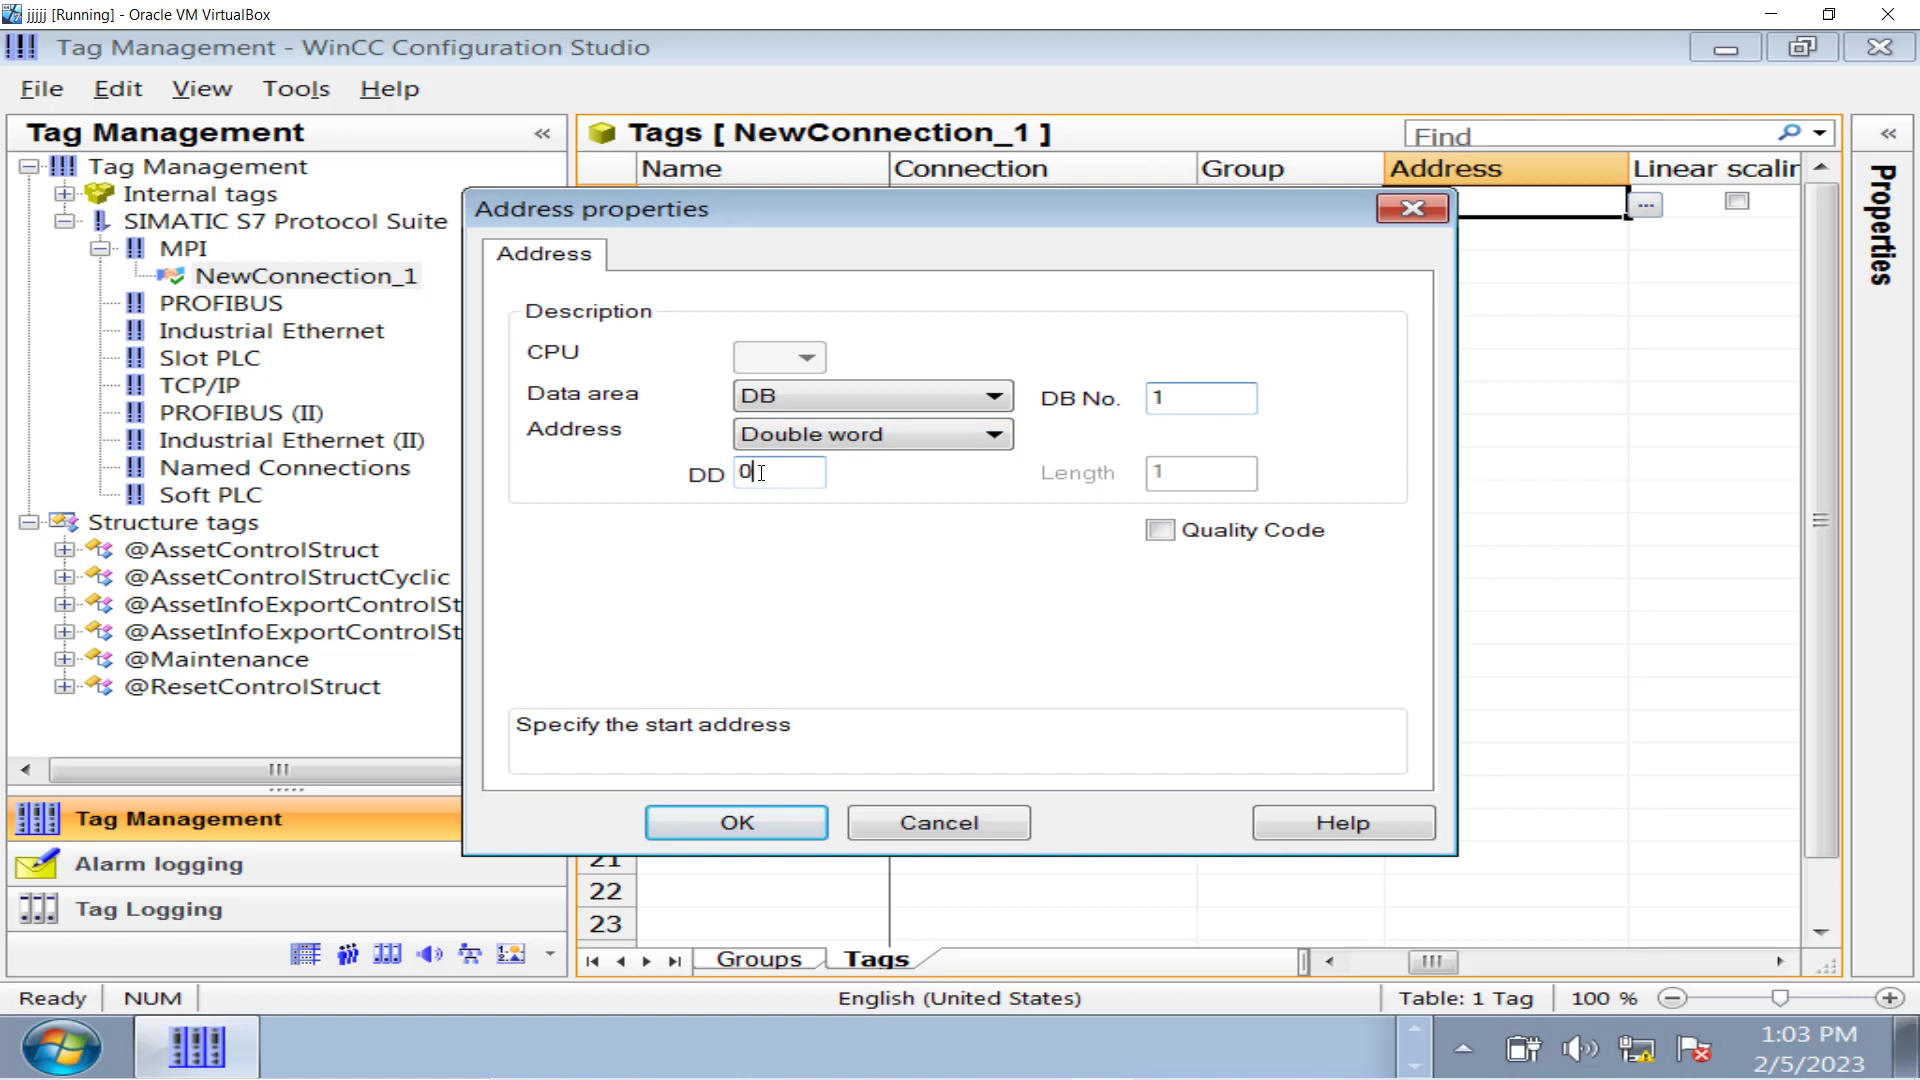 jjjjj [Running] - Oracle VM VirtualBox
Tag Management - WinCC Configuration Studio
File Edit View Tools Help
Tag Management
Tag Management
Internal tags
SIMATIC S7 Protocol Suite
MPI
NewConnection_1
PROFIBUS
Industrial Ethernet
Slot PLC
TCP/IP
PROFIBUS (II)
Industrial Ethernet (II)
Named Connections
Soft PLC
Structure tags
@AssetControlStruct
@AssetControlStructCyclic
@AssetInfoExportControlSt
@AssetInfoExportControlSt
@Maintenance
@ResetControlStruct
Tag Management
Alarm logging
Tag Logging
Tags [ NewConnection_1 ]
Find
Name Connection Group Address Linear scalin
Address properties
Address
Description
CPU
Data area DB DB No. 1
Address Double word
DD 0 Length 1
Quality Code
Specify the start address
OK Cancel Help
21
22
23
Groups Tags
Properties
Ready NUM English (United States) Table: 1 Tag 100 %
1:03 PM
2/5/2023